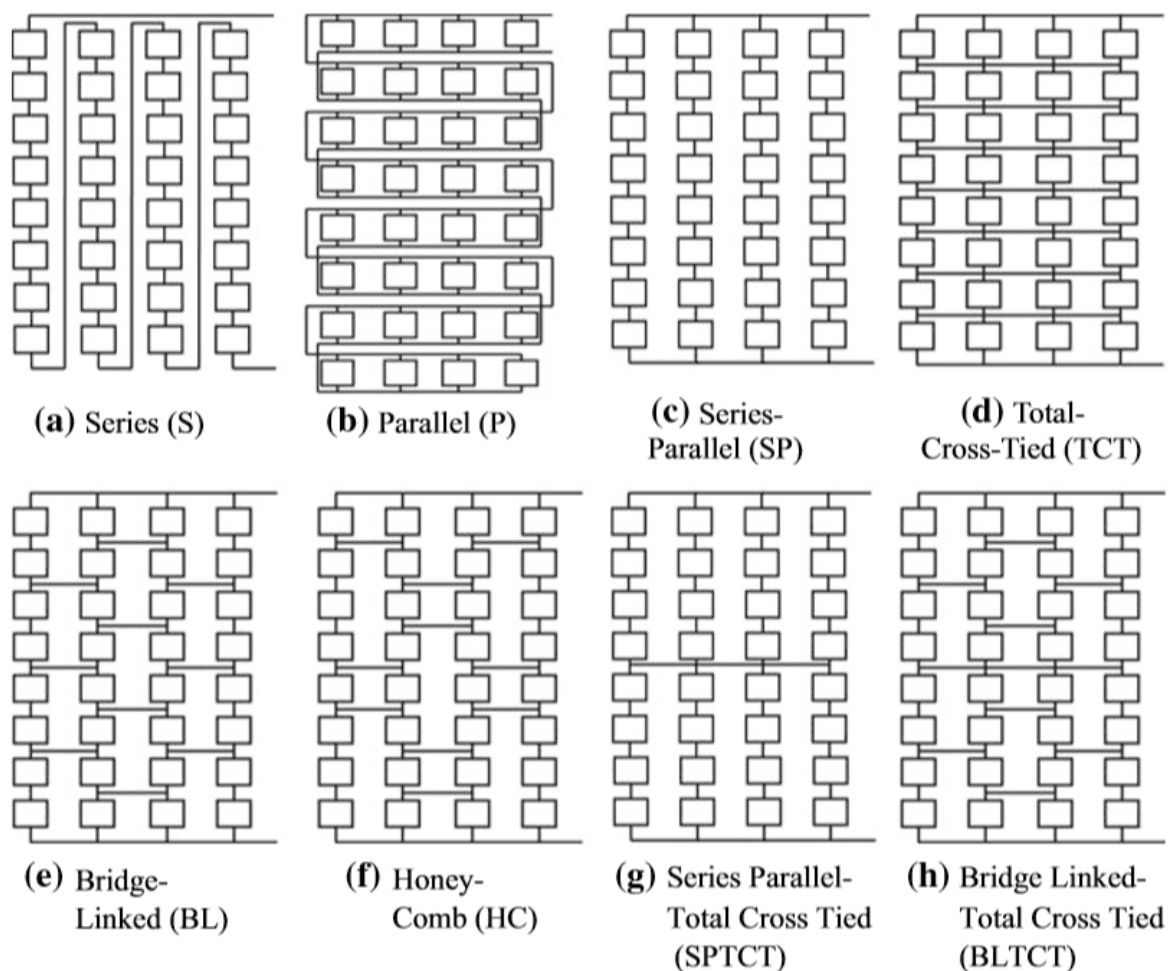 (a) Series (S)
(b) Parallel (P)
(c) Series-
Parallel (SP)
(d) Total-
Cross-Tied (TCT)
(e) Bridge-
Linked (BL)
(f) Honey-
Comb (HC)
(g) Series Parallel-
Total Cross Tied
(SPTCT)
(h) Bridge Linked-
Total Cross Tied
(BLTCT)